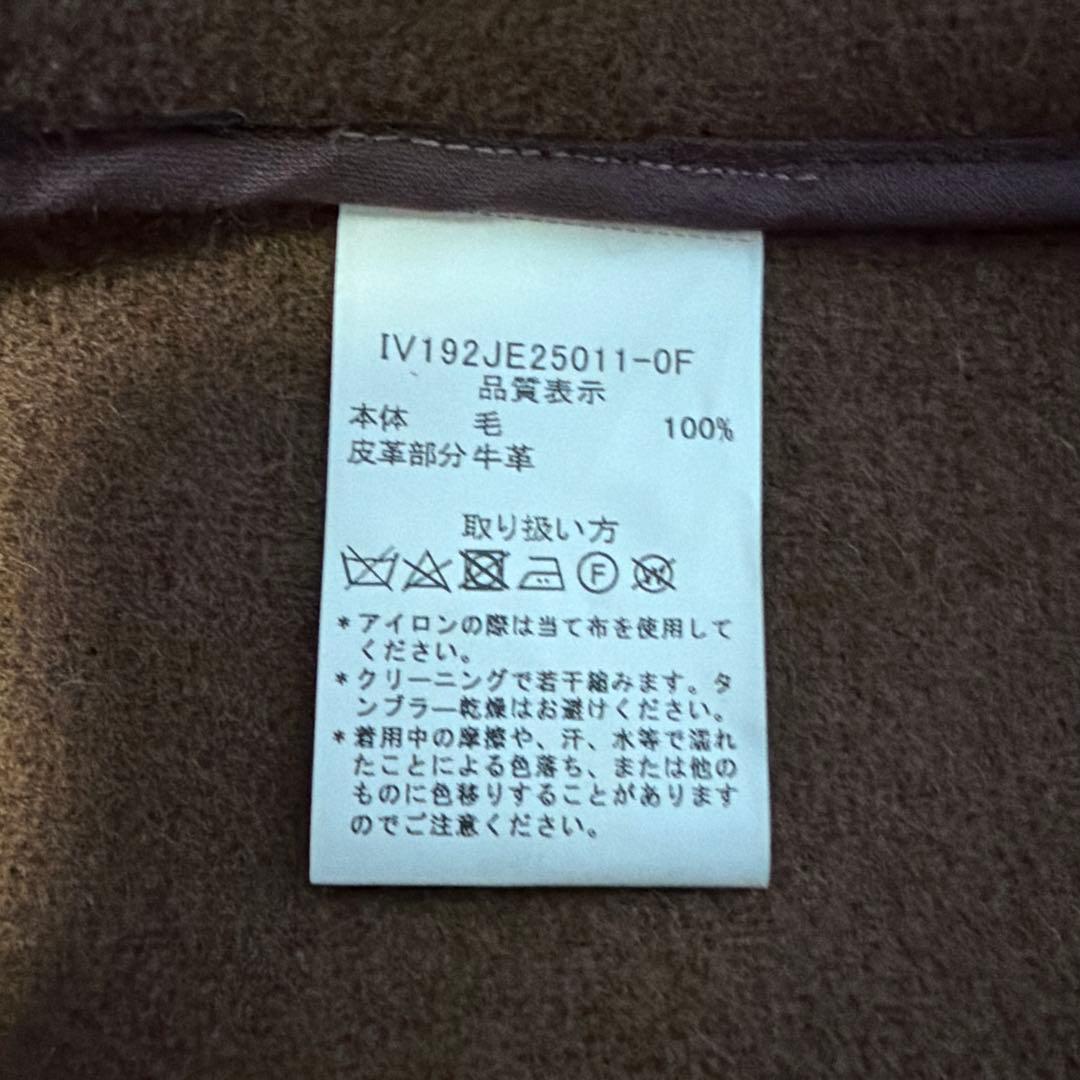 IV192JE25011-0F
品質表示
本体 毛 100%
皮革部分 牛革
取り扱い方
F W
*アイロンの際は当て布を使用して
ください。
*クリーニングで若干縮みます。タ
ンブラー乾燥はお避けください。
*着用中の摩擦や、汗、水等で濡れ
たことによる色落ち、または他の
ものに色移りすることがあります
のでご注意ください。